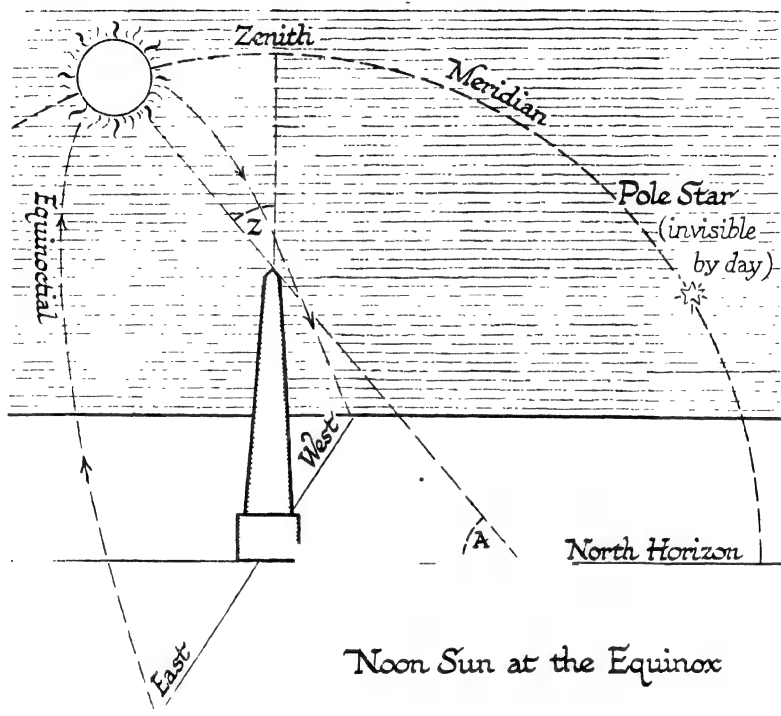 Zenith
Meridian
Pole Star
(invisible
by day)
Equinoctial
Z
West
A
North Horizon
East
Noon Sun at the Equinox